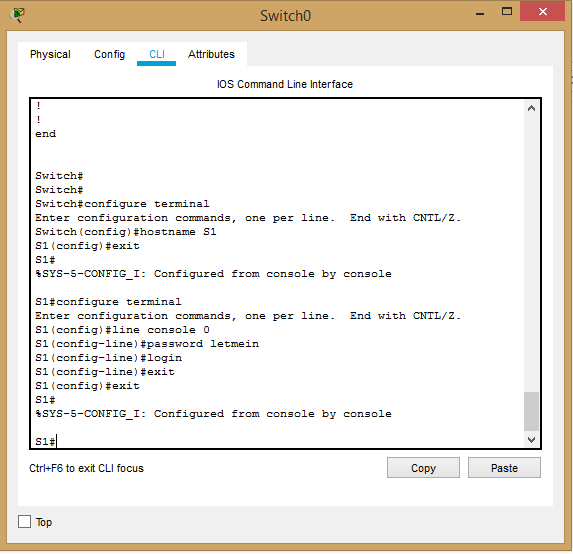 Switch0
Physical Config CLI Attributes
IOS Command Line Interface
!
!
end
Switch#
Switch#
Switch#configure terminal
Enter configuration commands, one per line.  End with CNTL/Z.
Switch(config)#hostname S1
S1(config)#exit
S1#
%SYS-5-CONFIG_I: Configured from console by console
S1#configure terminal
Enter configuration commands, one per line.  End with CNTL/Z.
S1(config)#line console 0
S1(config-line)#password letmein
S1(config-line)#login
S1(config-line)#exit
S1(config)#exit
S1#
%SYS-5-CONFIG_I: Configured from console by console
S1#
Ctrl+F6 to exit CLI focus
Copy Paste
Top